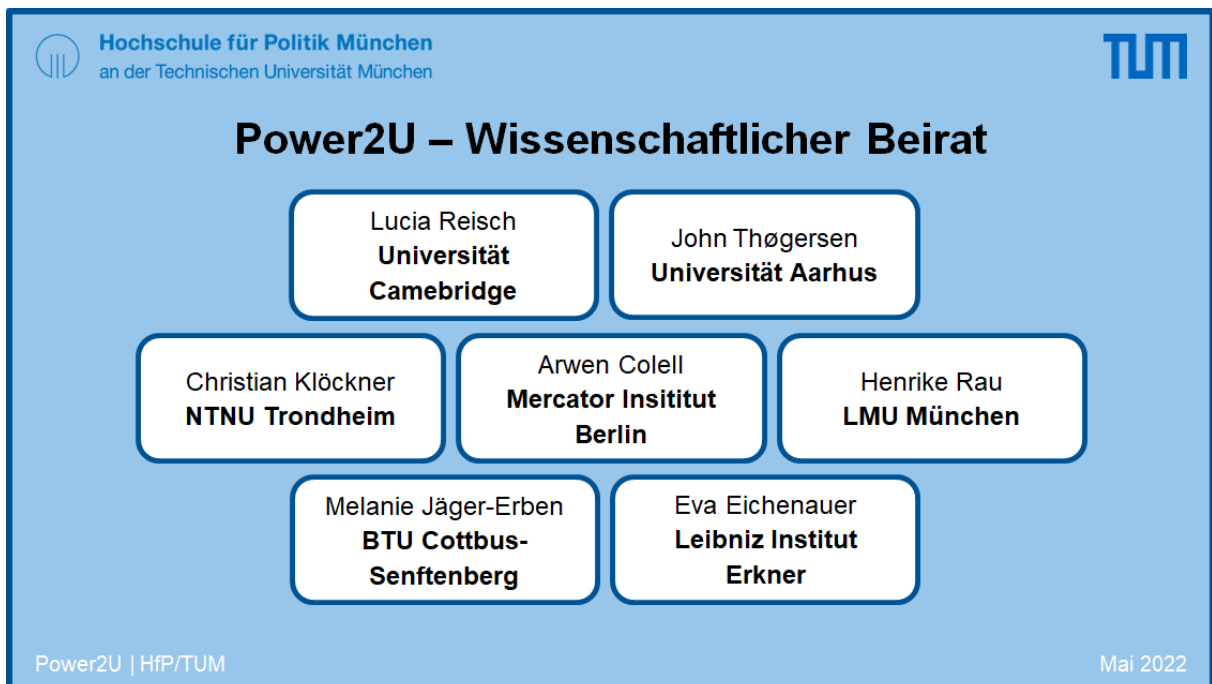 Hochschule für Politik München
an der Technischen Universität München
TUM
Power2U – Wissenschaftlicher Beirat
Lucia Reisch
Universität
Camebridge
John Thøgersen
Universität Aarhus
Christian Klöckner
NTNU Trondheim
Arwen Colell
Mercator Insititut
Berlin
Henrike Rau
LMU München
Melanie Jäger-Erben
BTU Cottbus-
Senftenberg
Eva Eichenauer
Leibniz Institut
Erkner
Power2U | HfP/TUM
Mai 2022